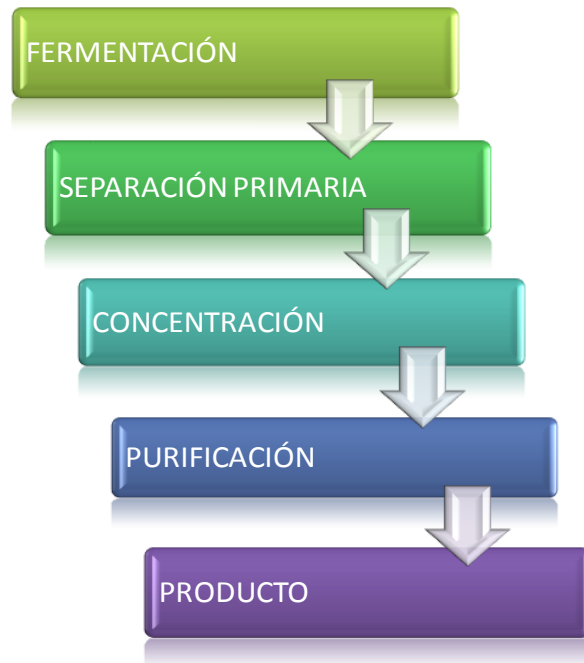 FERMENTACIÓN
SEPARACIÓN PRIMARIA
CONCENTRACIÓN
PURIFICACIÓN
PRODUCTO